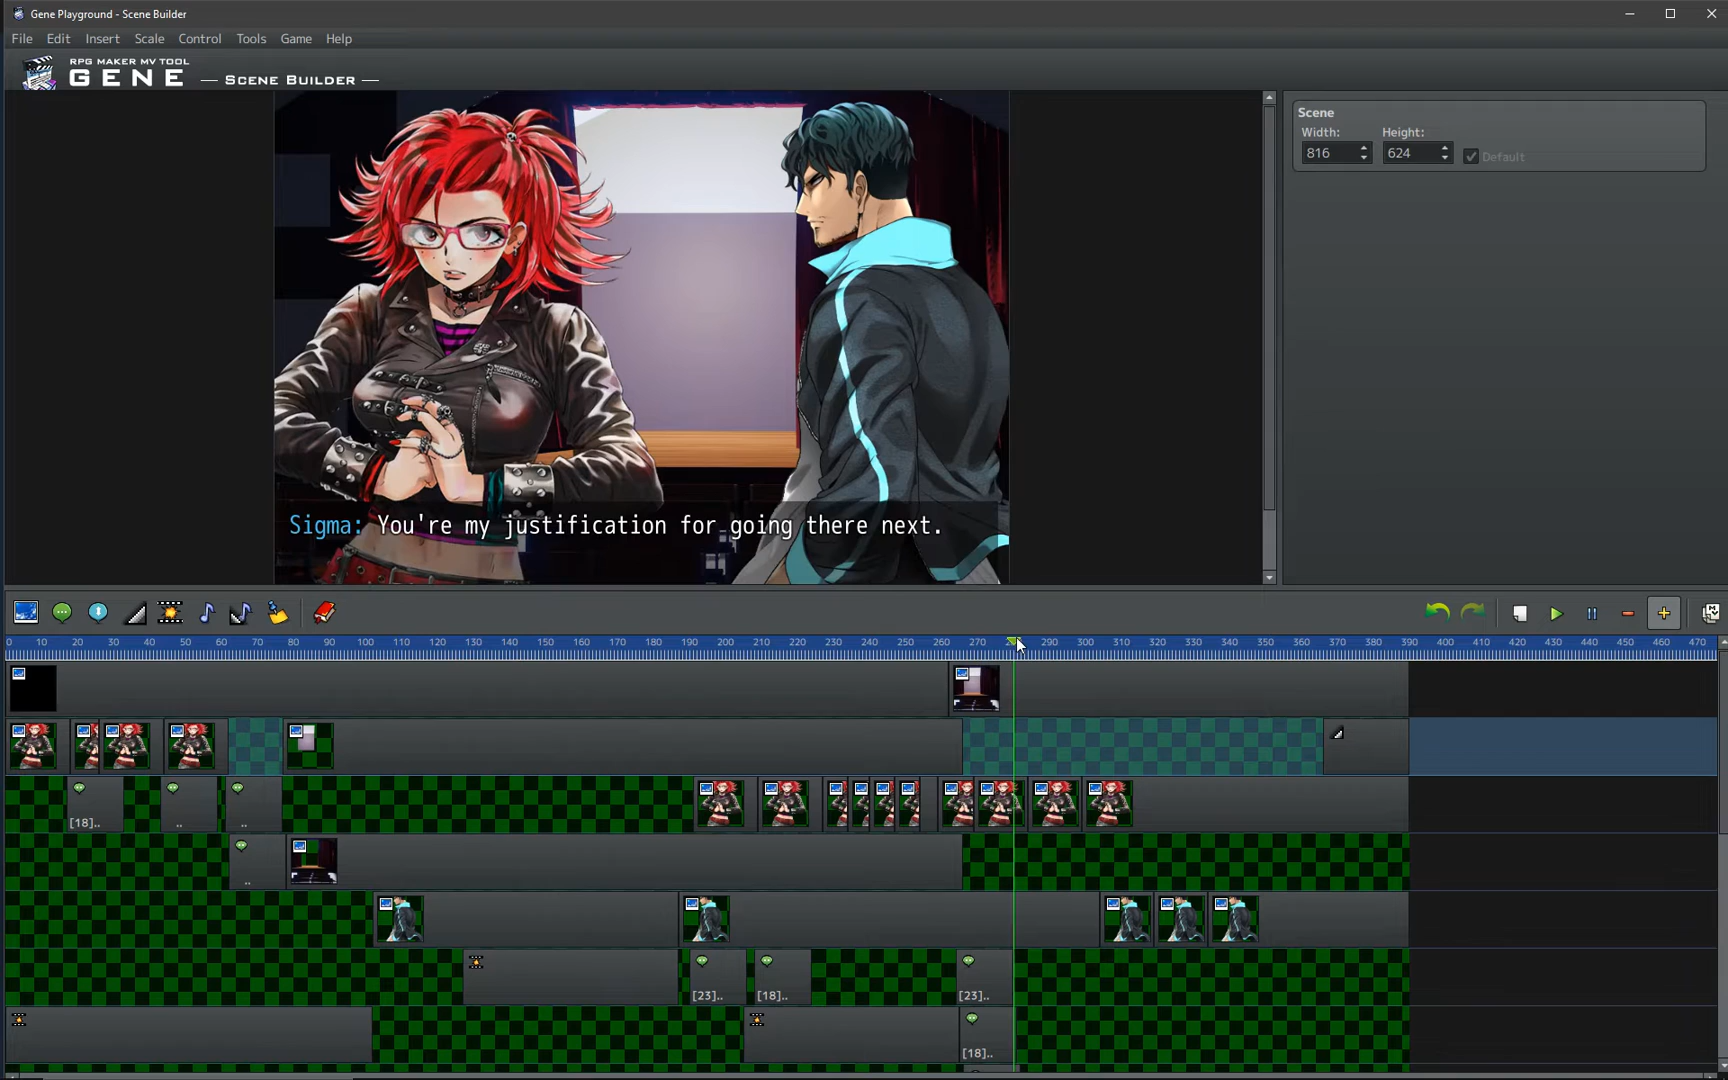 Gene Playground - Scene Builder
File Edit Insert Scale Control Tools Game Help
RPG MAKER MV TOOL
GENE — SCENE BUILDER —
Scene
Width: Height:
816 624 Default
Sigma: You're my justification for going there next.
0 10 20 30 40 50 60 70 80 90 100 110 120 130 140 150 160 170 180 190 200 210 220 230 240 250 260 270 290 300 310 320 330 340 350 360 370 380 390 400 410 420 430 440 450 460 470
[18].. .. ..
..
[23].. [18].. [23]..
[18]..